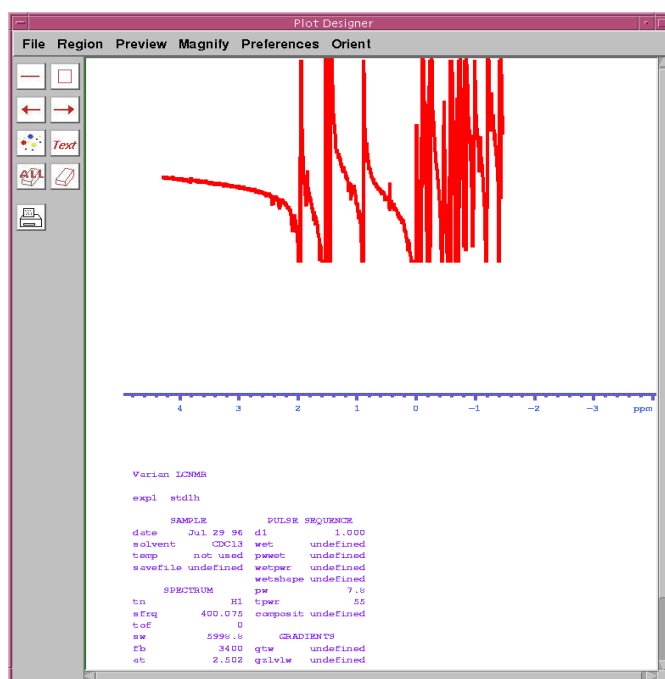 Plot Designer
File Region Preview Magnify Preferences Orient
Text
ALL
4 3 2 1 0 -1 -2 -3 ppm
Varian LCNMR
exp1 std1h
SAMPLE PULSE SEQUENCE
date Jul 29 96 d1 1.000
solvent CDCl3 wet undefined
temp not used pwwet undefined
savefile undefined wetpwr undefined
wetshape undefined
SPECTRUM pw 7.8
tn H1 tpwr 55
sfrq 400.075 composit undefined
tof 0
sw 5998.8 GRADIENTS
fb 3400 gtw undefined
at 2.502 gzlvlw undefined